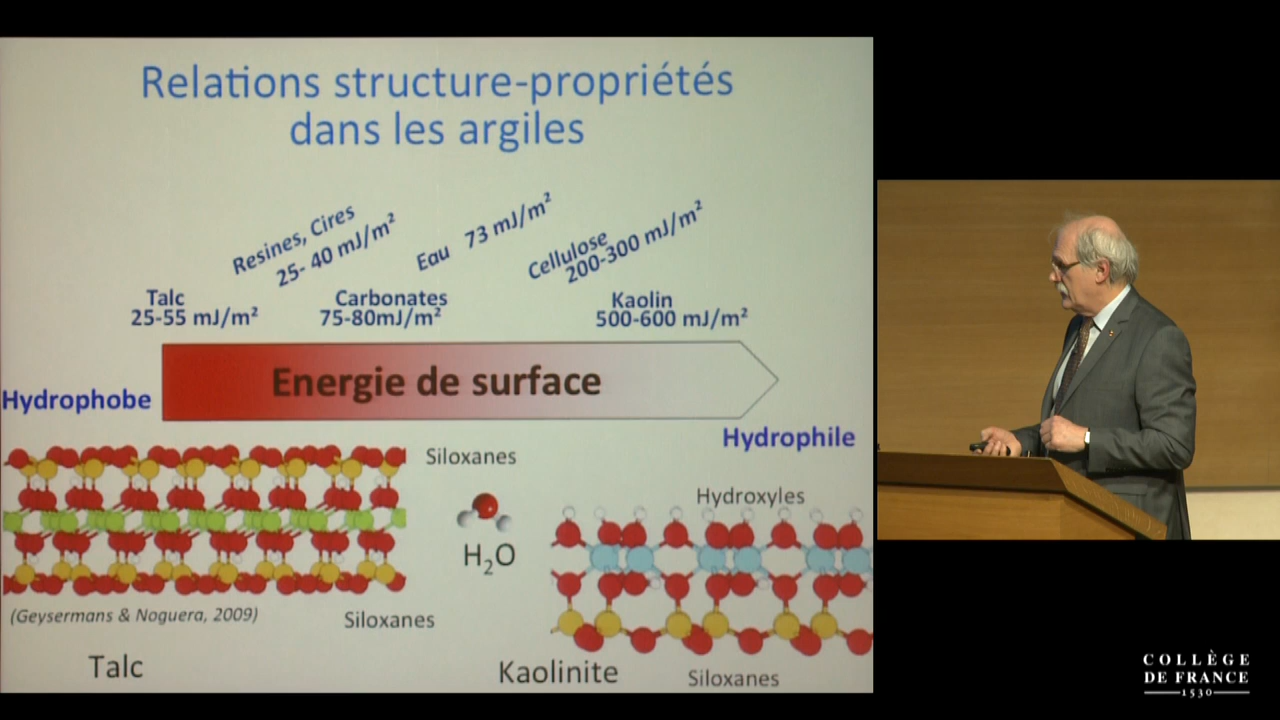 Relations structure-propriétés
dans les argiles
Resines, Cires
25- 40 mJ/m²
Eau 73 mJ/m²
Cellulose
200-300 mJ/m²
Talc
25-55 mJ/m²
Carbonates
75-80mJ/m²
Kaolin
500-600 mJ/m²
Energie de surface
Hydrophobe
Hydrophile
Siloxanes
Hydroxyles
H₂O
(Geysermans & Noguera, 2009)
Siloxanes
Talc
Kaolinite
Siloxanes
COLLÈGE
DE FRANCE
1530